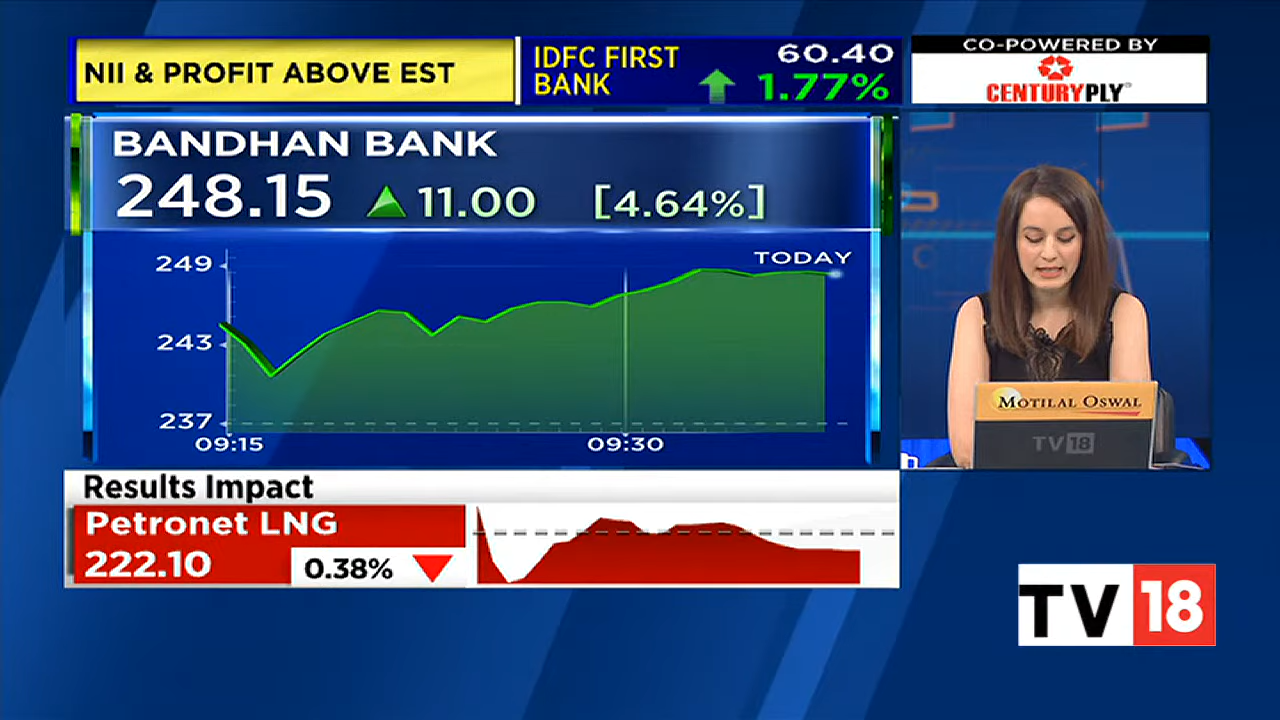 NII & PROFIT ABOVE EST
IDFC FIRST
BANK
60.40
1.77%
CO-POWERED BY
CENTURYPLY
BANDHAN BANK
248.15 11.00 [4.64%]
TODAY
249
243
237
09:15 09:30
MOTILAL OSWAL
TV18
Results Impact
Petronet LNG
222.10 0.38%
TV18